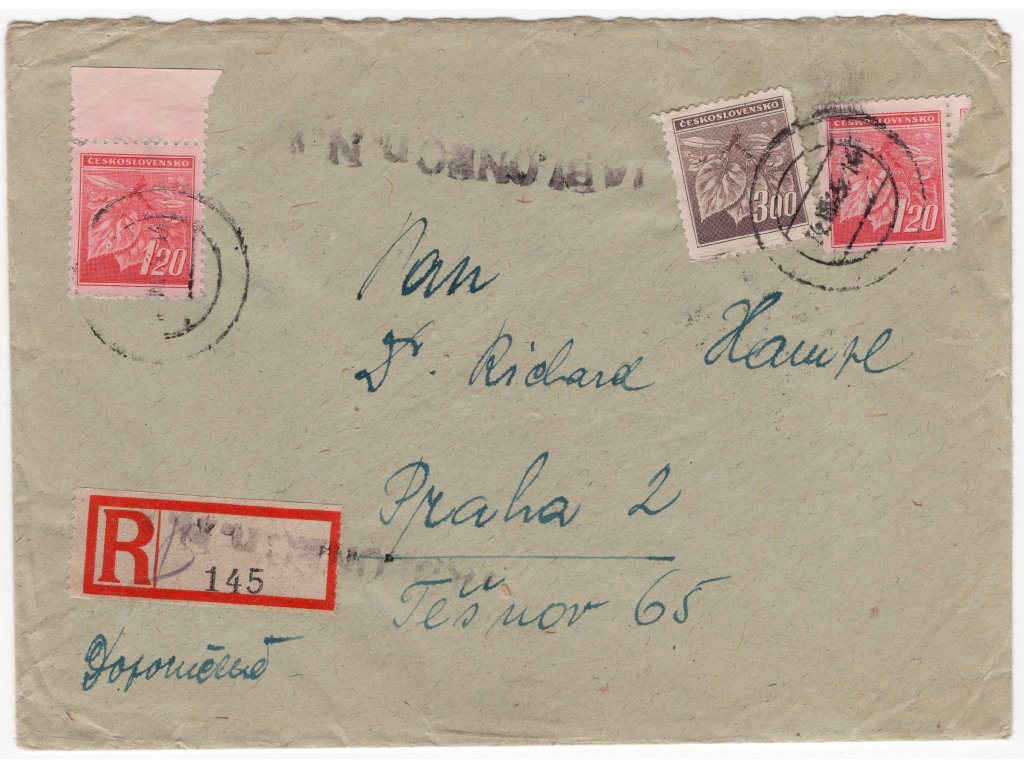 ČESKOSLOVENSKO
1.20
JABLONEC n. N.
ČESKOSLOVENSKO
3.00
ČESKOSLOVENSKO
1.20
Pan
Dr. Richard Hampl
Praha 2
Těšnov 65
R
145
Doporučeně